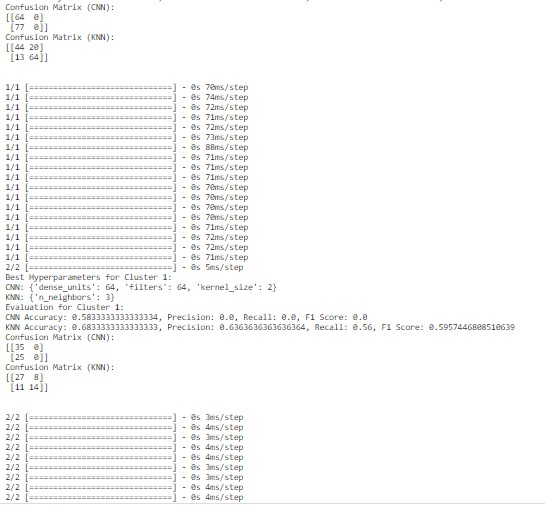 Confusion Matrix (CNN):
[[64  0]
 [77  0]]
Confusion Matrix (KNN):
[[44 20]
 [13 64]]
1/1 [==============================] - 0s 70ms/step
1/1 [==============================] - 0s 74ms/step
1/1 [==============================] - 0s 72ms/step
1/1 [==============================] - 0s 71ms/step
1/1 [==============================] - 0s 72ms/step
1/1 [==============================] - 0s 73ms/step
1/1 [==============================] - 0s 88ms/step
1/1 [==============================] - 0s 71ms/step
1/1 [==============================] - 0s 71ms/step
1/1 [==============================] - 0s 71ms/step
1/1 [==============================] - 0s 70ms/step
1/1 [==============================] - 0s 70ms/step
1/1 [==============================] - 0s 70ms/step
1/1 [==============================] - 0s 70ms/step
1/1 [==============================] - 0s 71ms/step
1/1 [==============================] - 0s 72ms/step
1/1 [==============================] - 0s 72ms/step
1/1 [==============================] - 0s 71ms/step
2/2 [==============================] - 0s 5ms/step
Best Hyperparameters for Cluster 1:
CNN: {'dense_units': 64, 'filters': 64, 'kernel_size': 2}
KNN: {'n_neighbors': 3}
Evaluation for Cluster 1:
CNN Accuracy: 0.5833333333333334, Precision: 0.0, Recall: 0.0, F1 Score: 0.0
KNN Accuracy: 0.6833333333333333, Precision: 0.6363636363636364, Recall: 0.56, F1 Score: 0.5957446808510639
Confusion Matrix (CNN):
[[35  0]
 [25  0]]
Confusion Matrix (KNN):
[[27  8]
 [11 14]]
2/2 [==============================] - 0s 3ms/step
2/2 [==============================] - 0s 4ms/step
2/2 [==============================] - 0s 3ms/step
2/2 [==============================] - 0s 4ms/step
2/2 [==============================] - 0s 4ms/step
2/2 [==============================] - 0s 3ms/step
2/2 [==============================] - 0s 3ms/step
2/2 [==============================] - 0s 4ms/step
2/2 [==============================] - 0s 4ms/step